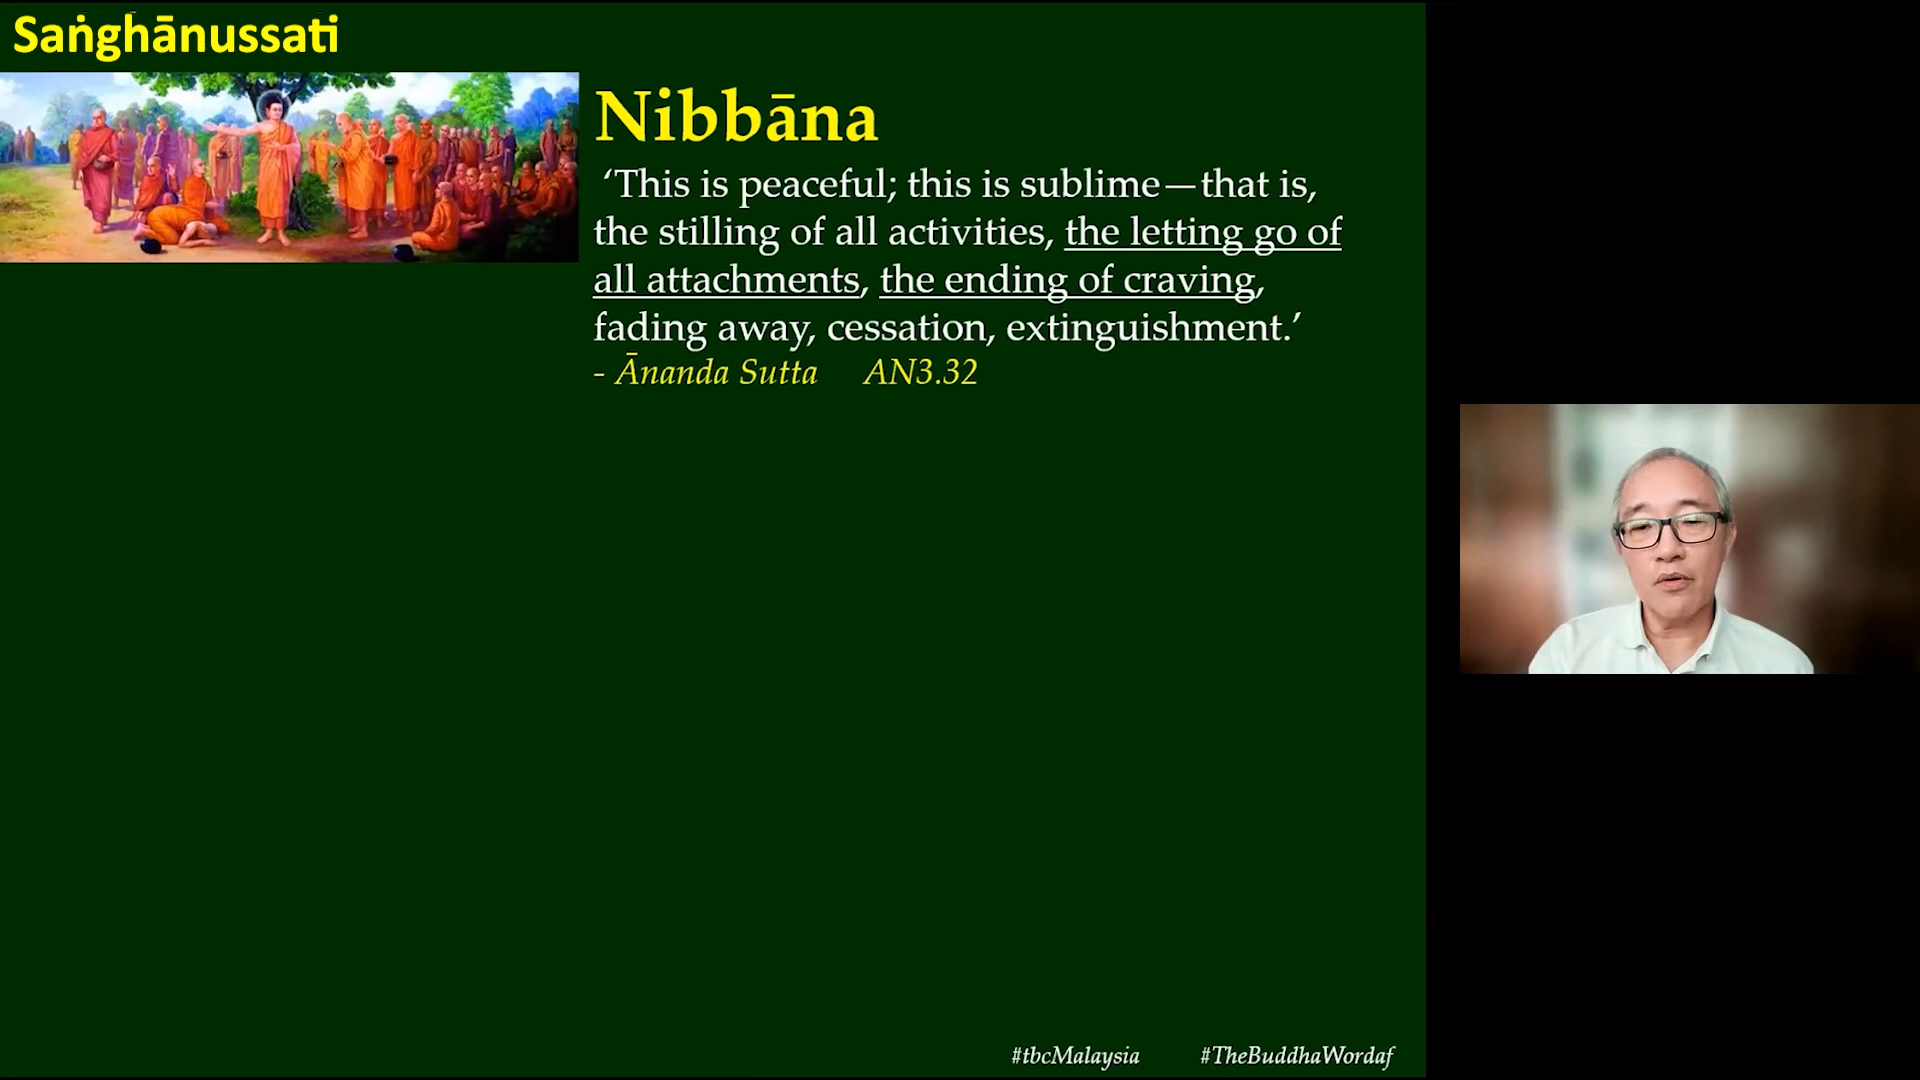 Saṅghānussati
Nibbāna
‘This is peaceful; this is sublime—that is,
the stilling of all activities, the letting go of
all attachments, the ending of craving,
fading away, cessation, extinguishment.’
- Ānanda Sutta AN3.32
#tbcMalaysia #TheBuddhaWordaf